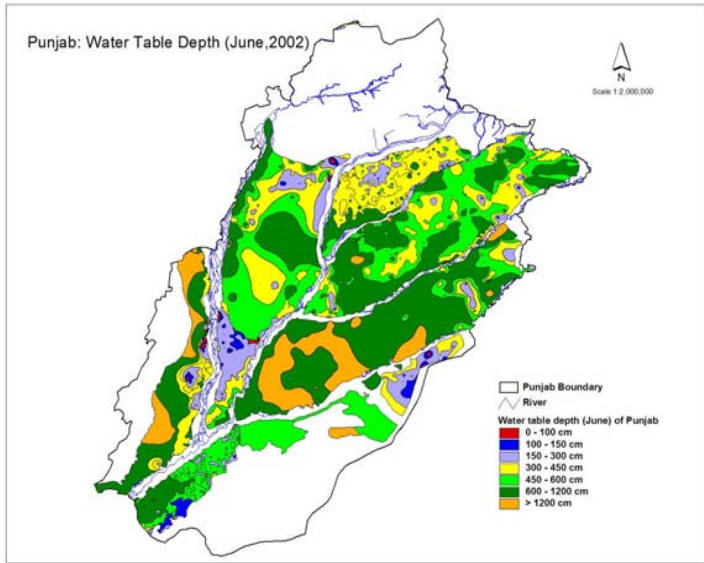 Punjab: Water Table Depth (June,2002)
N
Scale 1:2,000,000
Punjab Boundary
River
Water table depth (June) of Punjab
0 - 100 cm
100 - 150 cm
150 - 300 cm
300 - 450 cm
450 - 600 cm
600 - 1200 cm
> 1200 cm